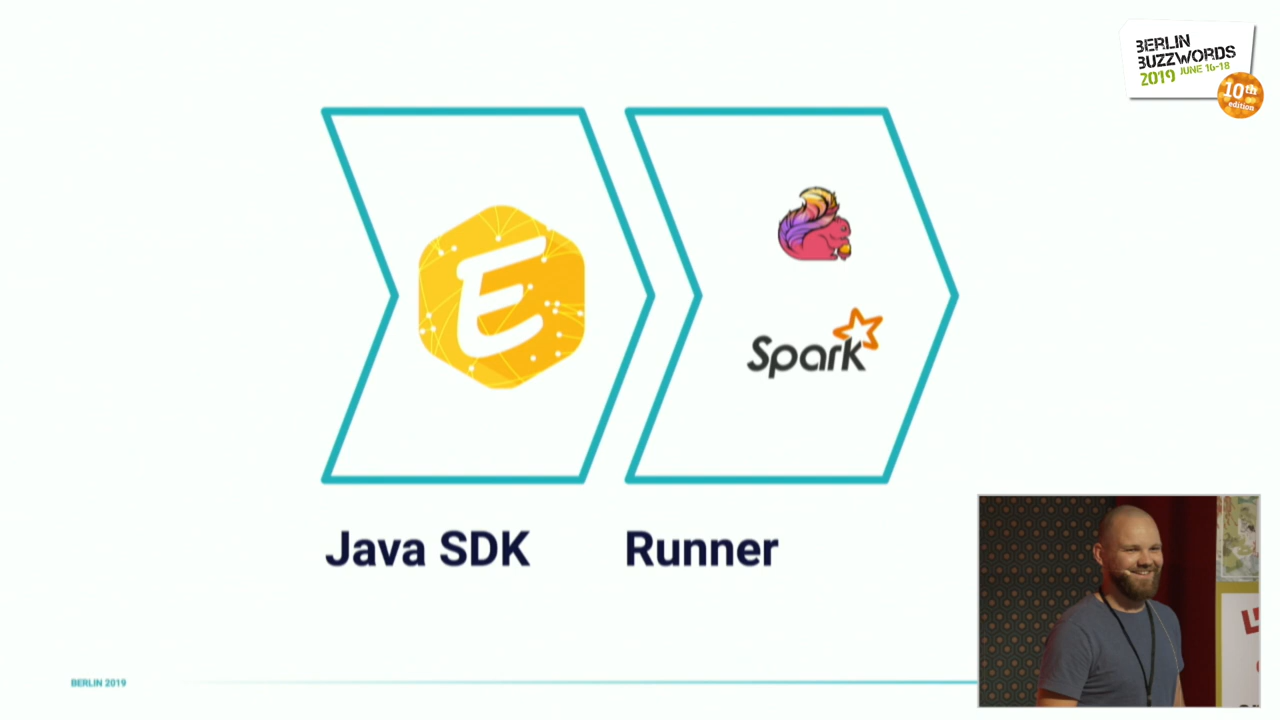 BERLIN
BUZZWORDS
2019 JUNE 16-18
10th
edition
E
Spark
Java SDK
Runner
BERLIN 2019